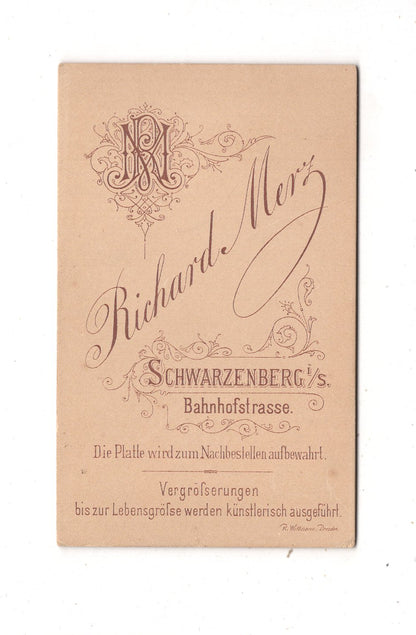 RM
Richard Merz
SCHWARZENBERG i/S.
Bahnhofstrasse.
Die Platte wird zum Nachbestellen aufbewahrt.
Vergröſserungen
bis zur Lebensgröſse werden künstlerisch ausgeführt.